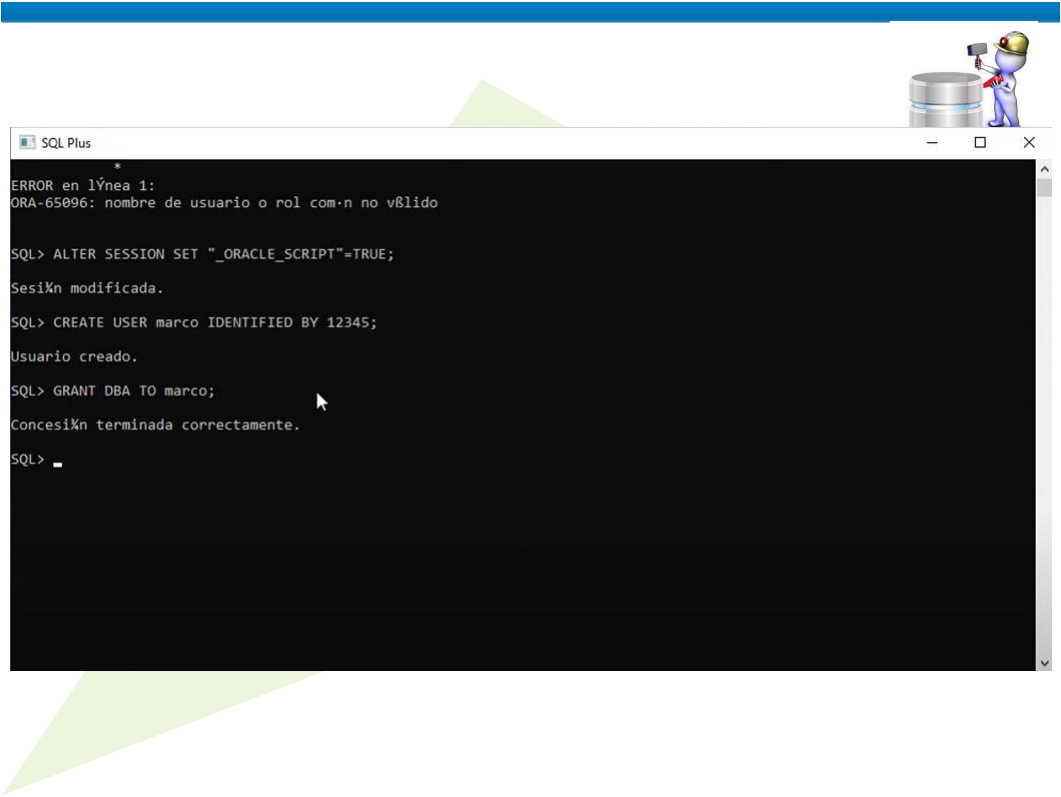 SQL Plus
*
ERROR en lÝnea 1:
ORA-65096: nombre de usuario o rol com·n no vßlido
SQL> ALTER SESSION SET "_ORACLE_SCRIPT"=TRUE;
Sesi¾n modificada.
SQL> CREATE USER marco IDENTIFIED BY 12345;
Usuario creado.
SQL> GRANT DBA TO marco;
Concesi¾n terminada correctamente.
SQL>